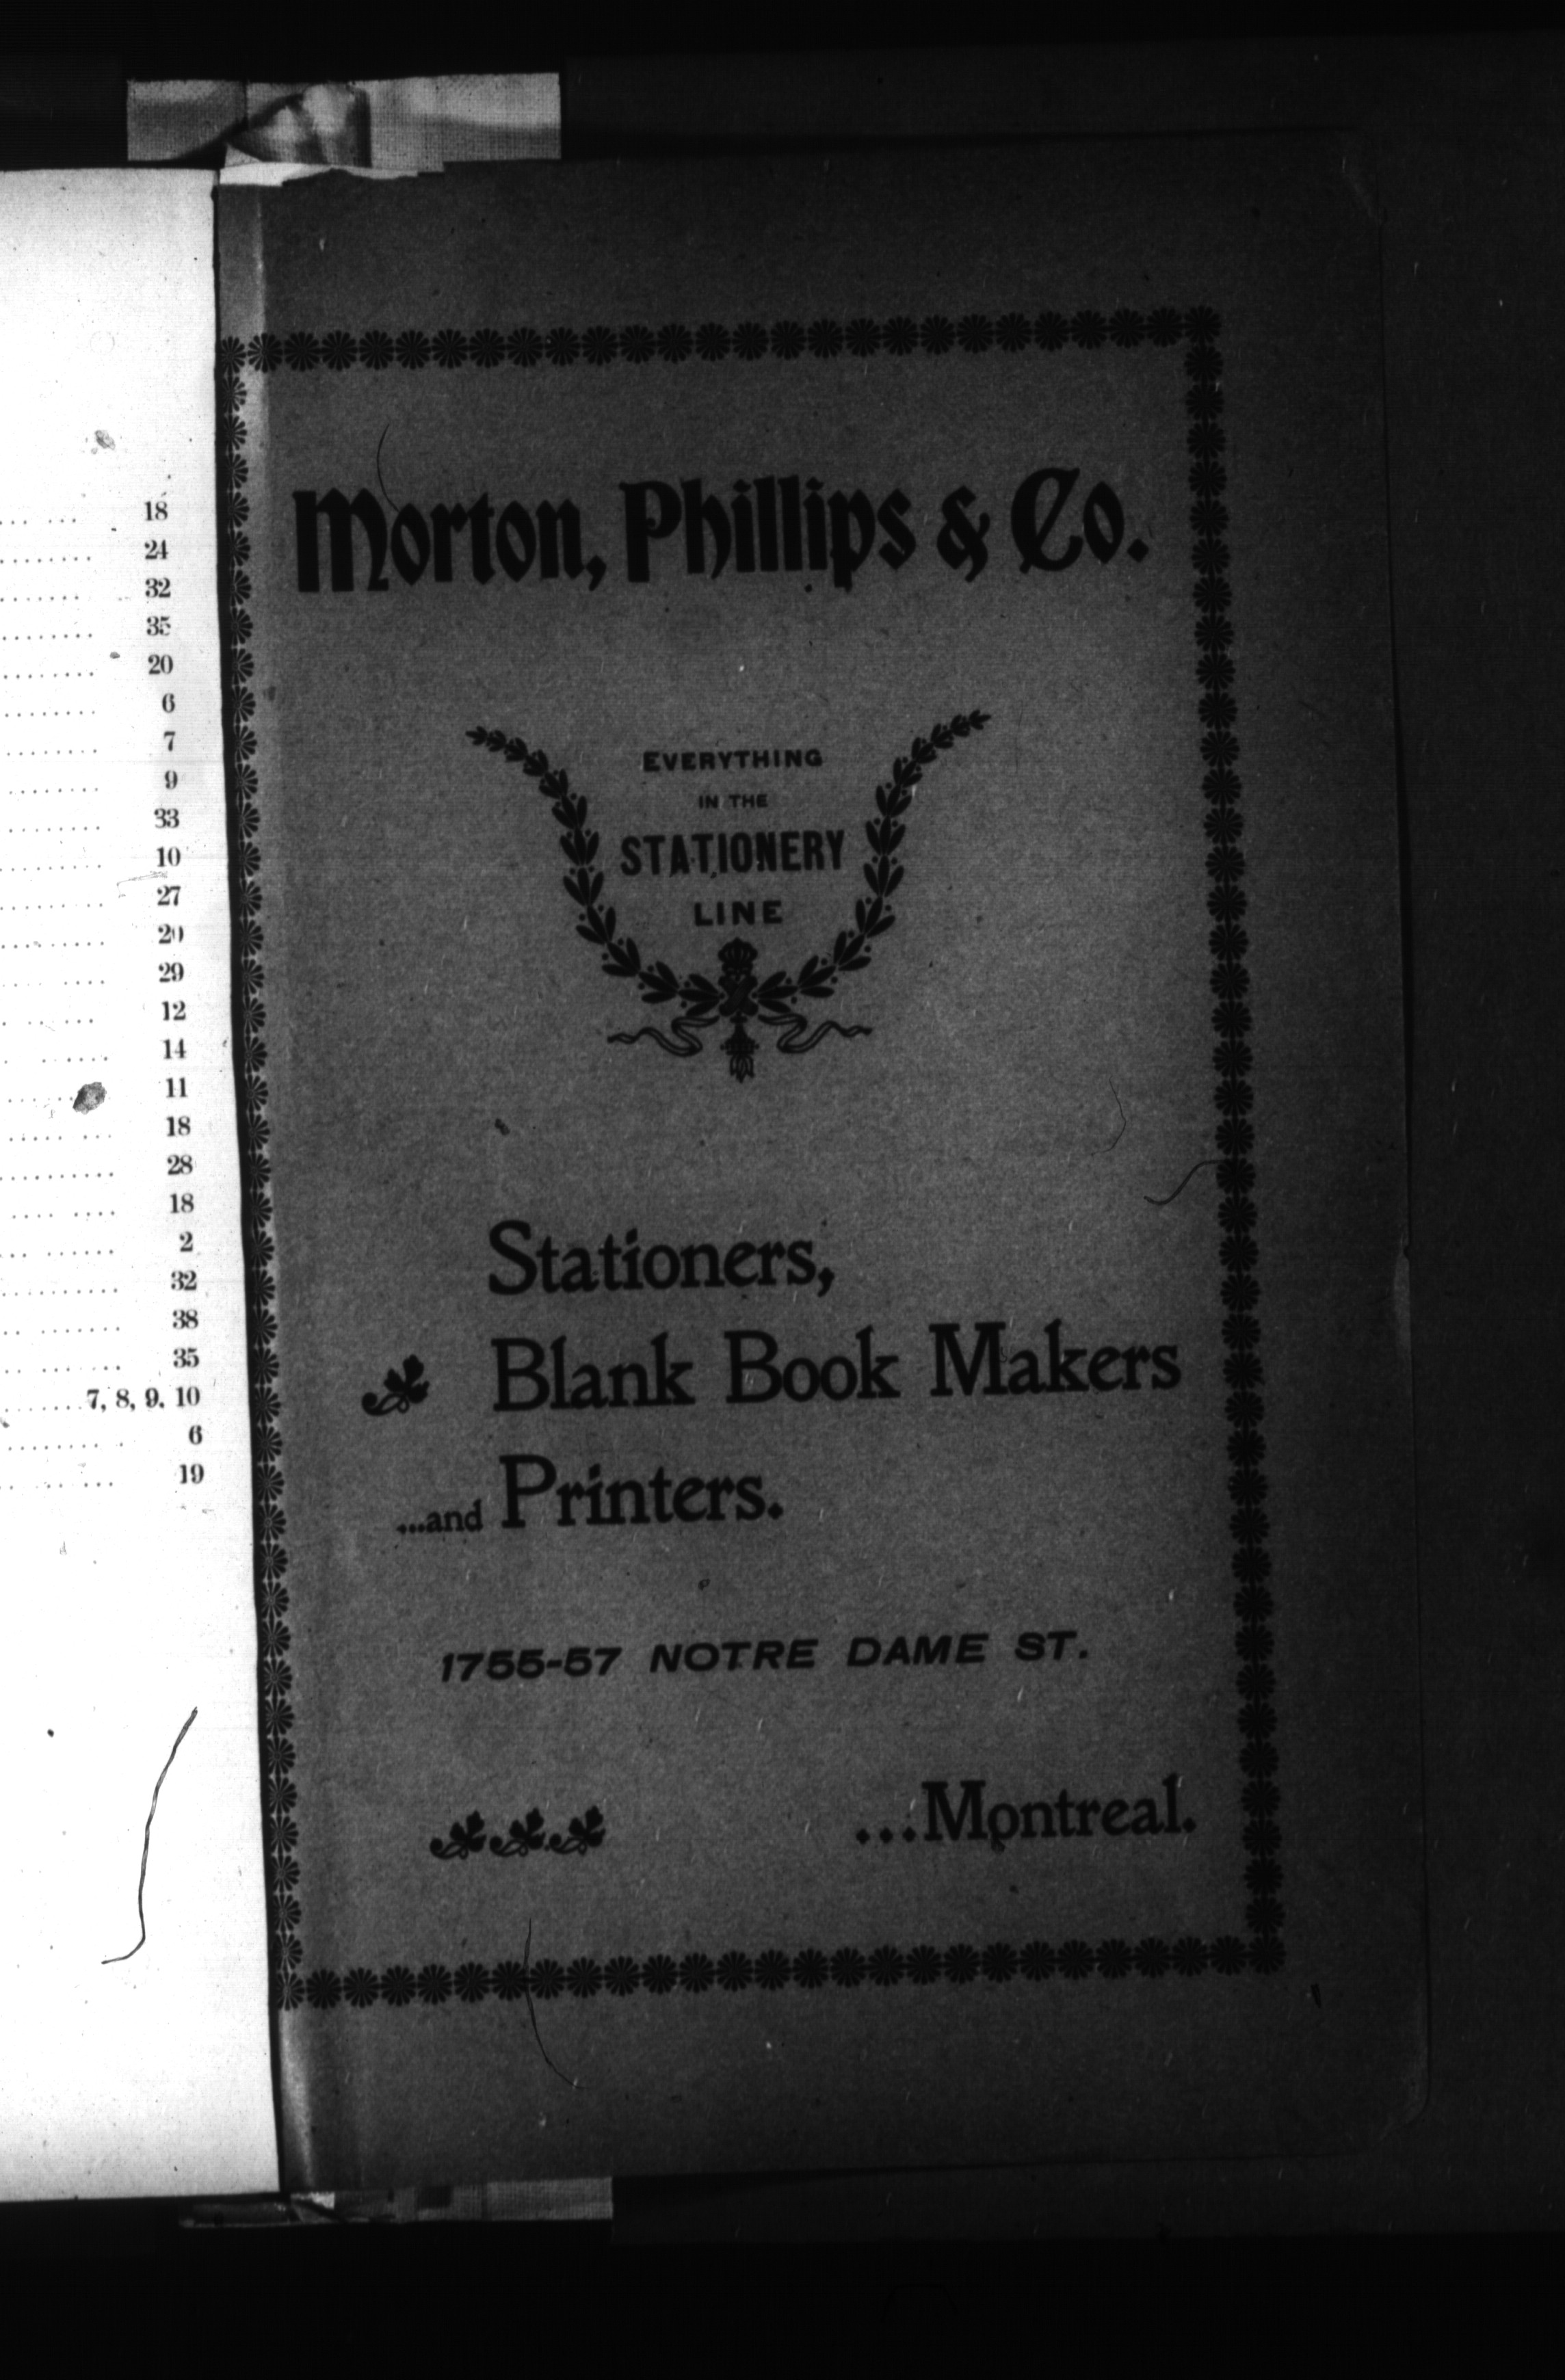 18
24
32
35
20
6
7
9
33
10
27
20
29
12
14
11
18
28
18
2
32
38
35
7, 8, 9, 10
6
19
Morton, Phillips & Co.
EVERYTHING
IN THE
STATIONERY
LINE
Stationers,
Blank Book Makers
...and Printers.
1755-57 NOTRE DAME ST.
...Montreal.